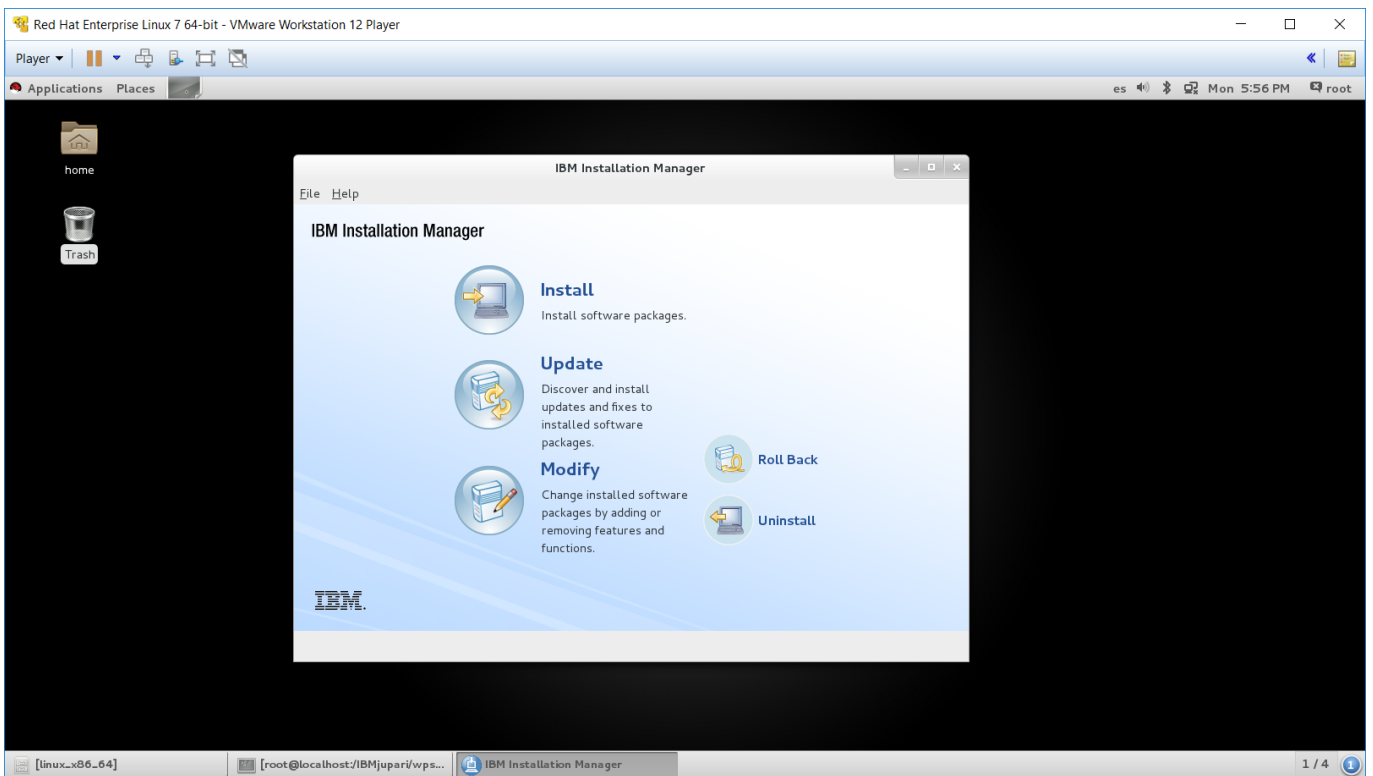 Red Hat Enterprise Linux 7 64-bit - VMware Workstation 12 Player
Player
Applications Places
es Mon 5:56 PM root
home
Trash
IBM Installation Manager
File Help
IBM Installation Manager
Install
Install software packages.
Update
Discover and install
updates and fixes to
installed software
packages.
Modify
Change installed software
packages by adding or
removing features and
functions.
Roll Back
Uninstall
IBM.
[linux_x86_64]
[root@localhost:/IBMjupari/wps...
IBM Installation Manager
1 / 4
1